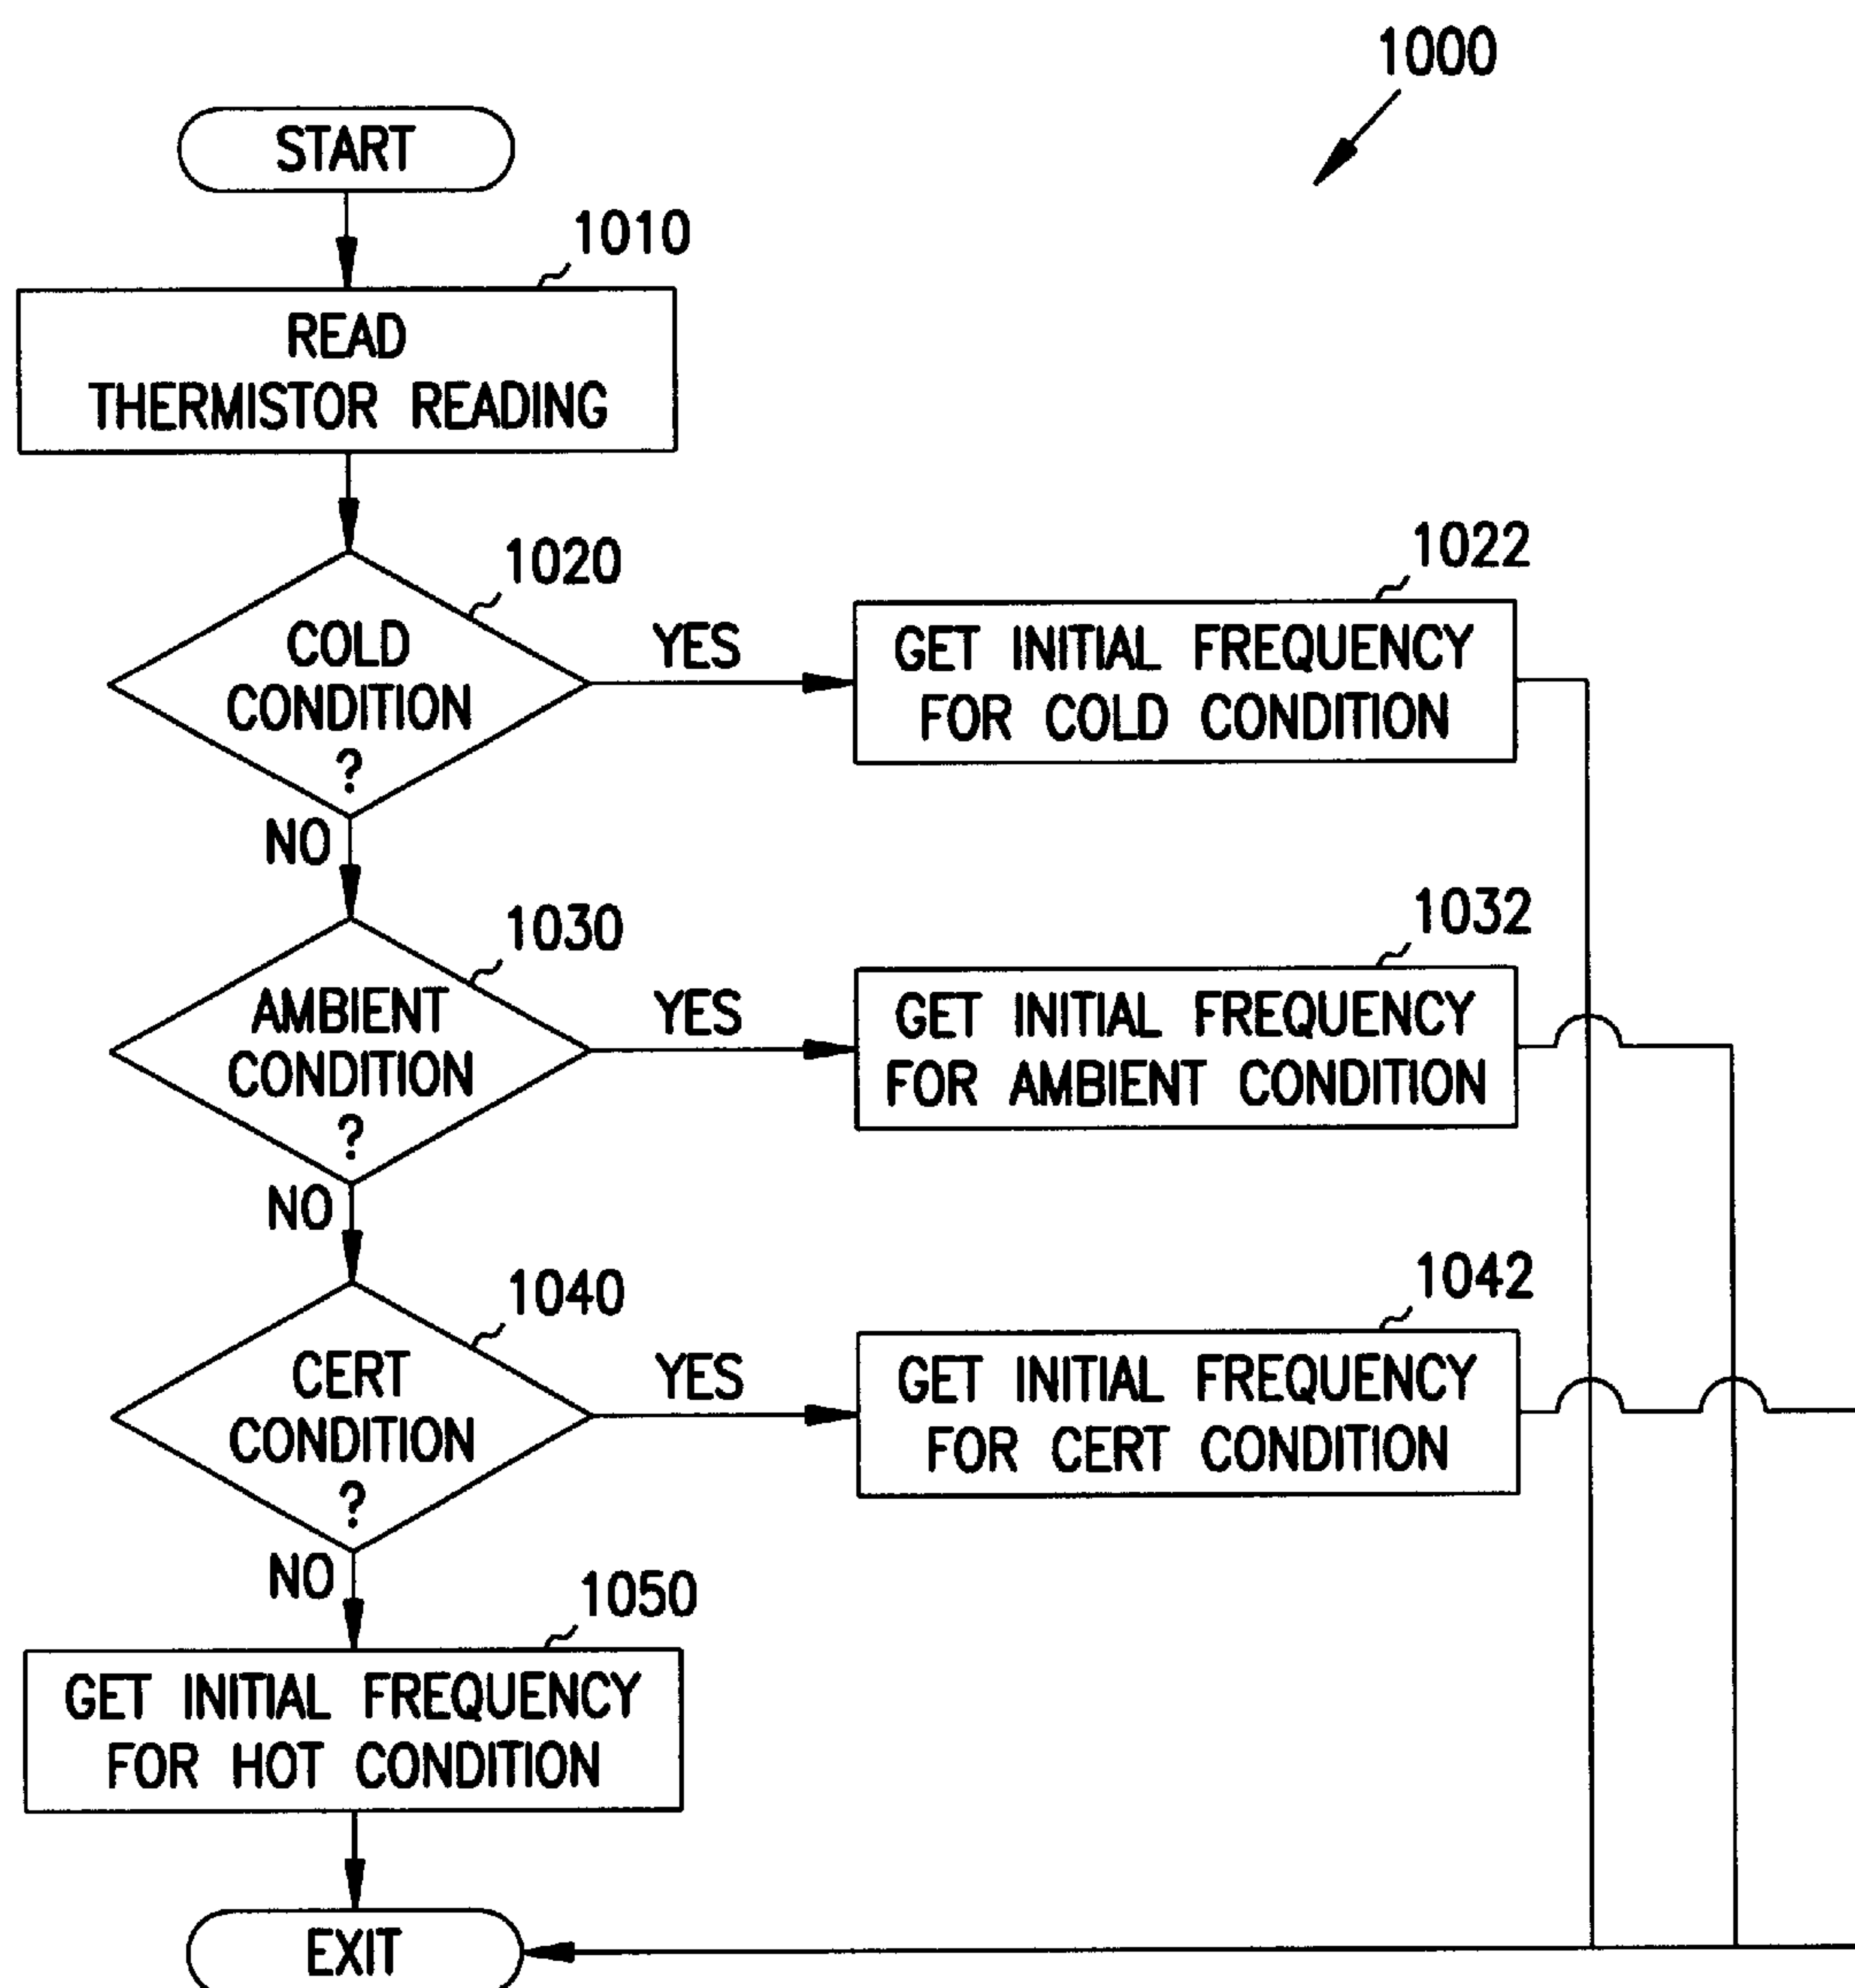 1000
START
1010
READ
THERMISTOR READING
1020
COLD
CONDITION
?
YES
1022
GET INITIAL FREQUENCY
FOR COLD CONDITION
NO
1030
AMBIENT
CONDITION
?
YES
1032
GET INITIAL FREQUENCY
FOR AMBIENT CONDITION
NO
1040
CERT
CONDITION
?
YES
1042
GET INITIAL FREQUENCY
FOR CERT CONDITION
NO
1050
GET INITIAL FREQUENCY
FOR HOT CONDITION
EXIT